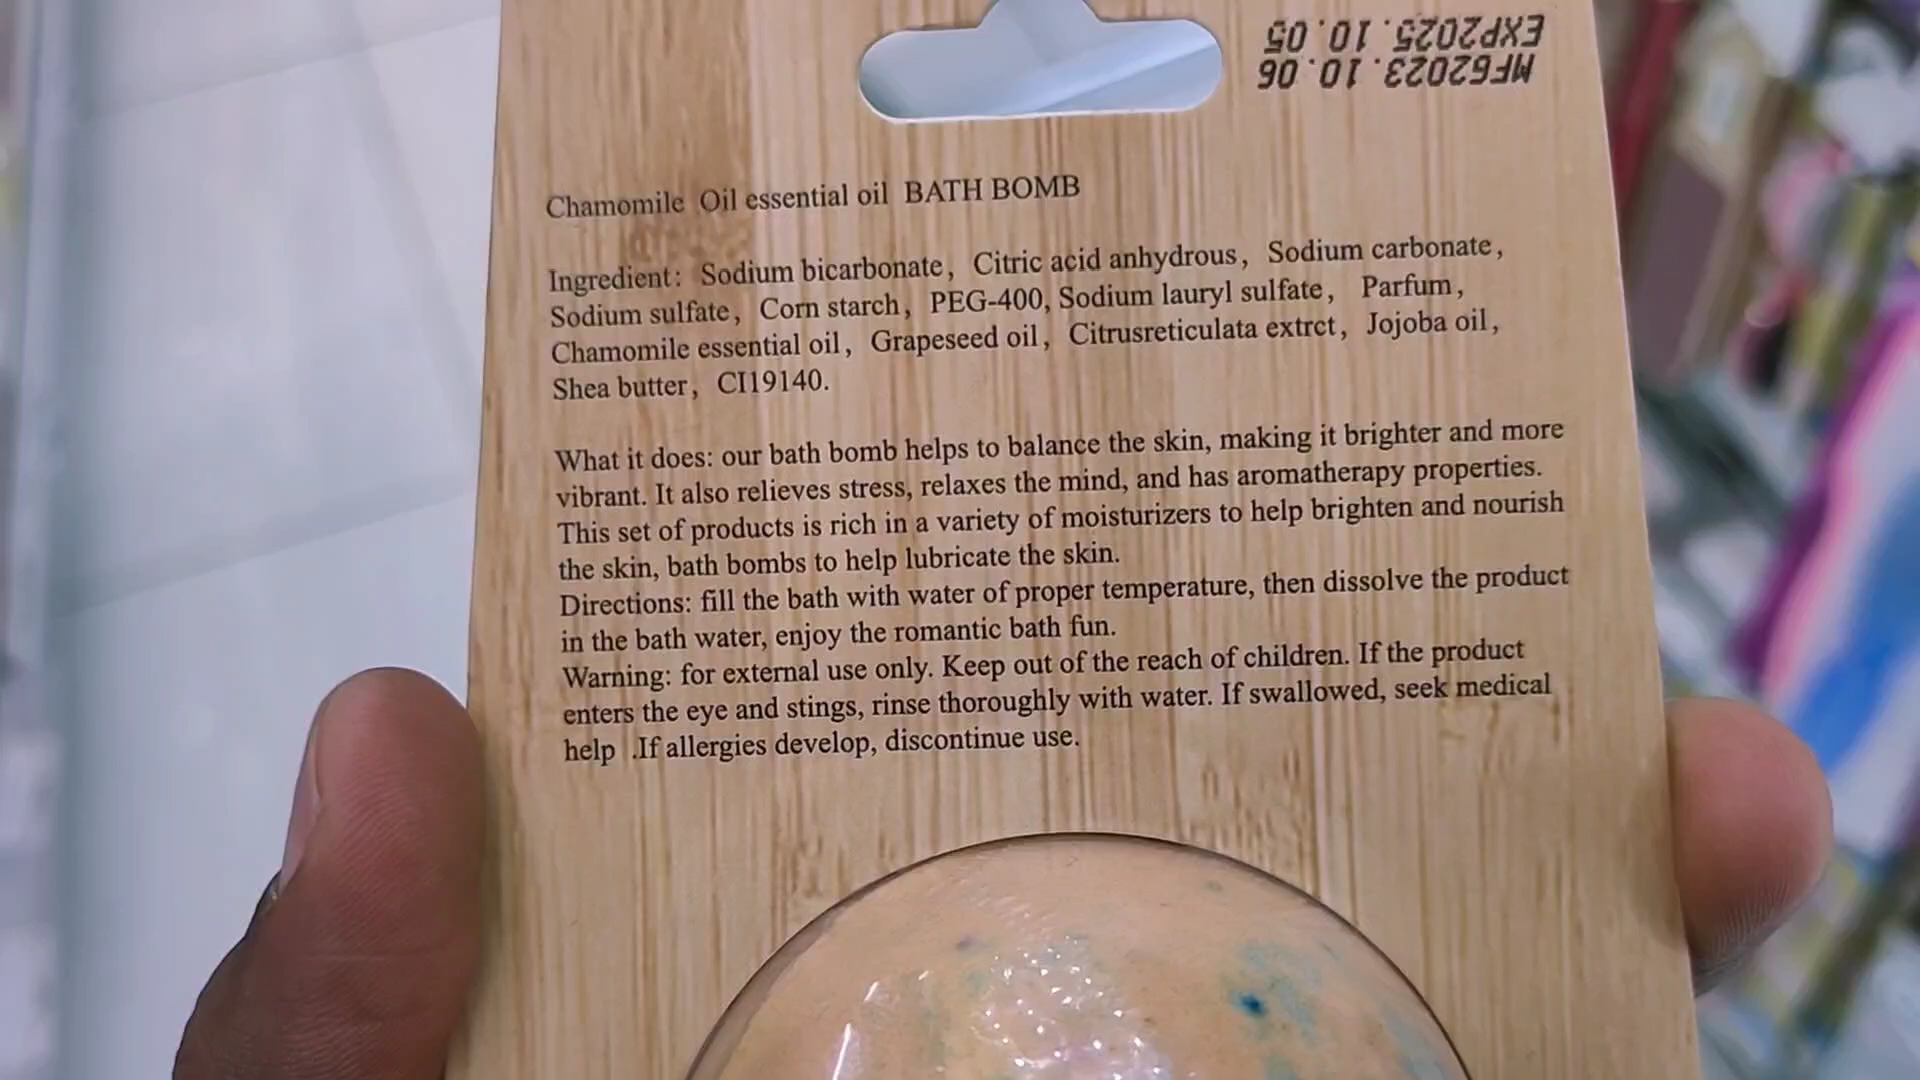 EXP2025.10.05
MFG2023.10.06
Chamomile Oil essential oil BATH BOMB
Ingredient: Sodium bicarbonate, Citric acid anhydrous, Sodium carbonate,
Sodium sulfate, Corn starch, PEG-400, Sodium lauryl sulfate, Parfum,
Chamomile essential oil, Grapeseed oil, Citrusreticulata extrct, Jojoba oil,
Shea butter, CI19140.
What it does: our bath bomb helps to balance the skin, making it brighter and more
vibrant. It also relieves stress, relaxes the mind, and has aromatherapy properties.
This set of products is rich in a variety of moisturizers to help brighten and nourish
the skin, bath bombs to help lubricate the skin.
Directions: fill the bath with water of proper temperature, then dissolve the product
in the bath water, enjoy the romantic bath fun.
Warning: for external use only. Keep out of the reach of children. If the product
enters the eye and stings, rinse thoroughly with water. If swallowed, seek medical
help .If allergies develop, discontinue use.